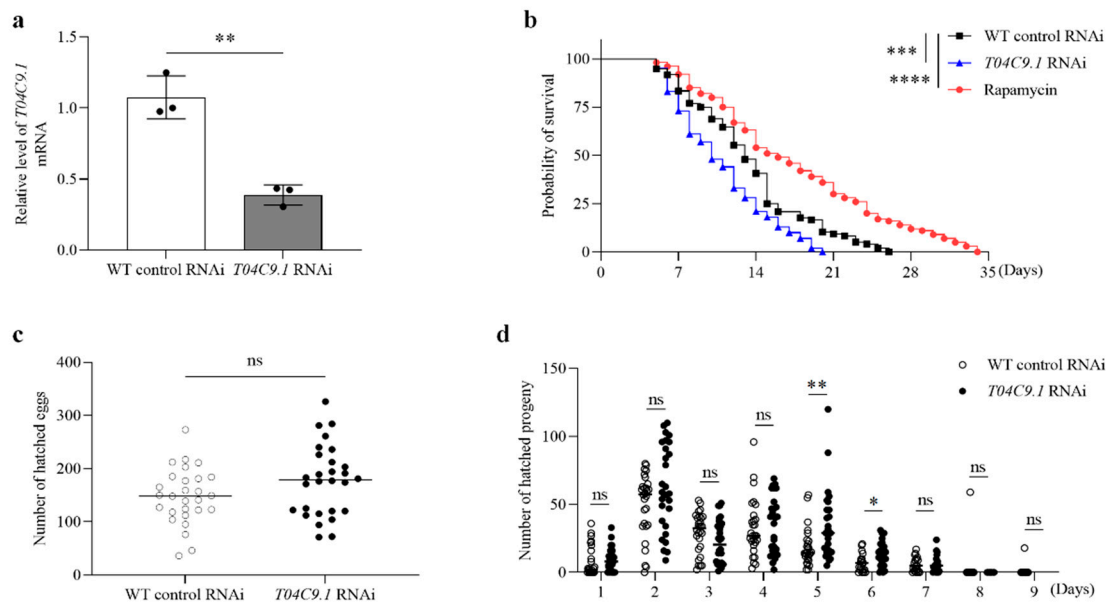 a
**
1.5
1.0
0.5
0.0
Relative level of T04C9.1
mRNA
WT control RNAi
T04C9.1 RNAi
b
100
75
50
25
0
Probability of survival
0
7
14
21
28
35
(Days)
***
****
WT control RNAi
T04C9.1 RNAi
Rapamycin
c
400
300
200
100
0
Number of hatched eggs
ns
WT control RNAi
T04C9.1 RNAi
d
150
100
50
0
Number of hatched progeny
WT control RNAi
T04C9.1 RNAi
ns
ns
ns
ns
**
*
ns
ns
ns
1
2
3
4
5
6
7
8
9
(Days)